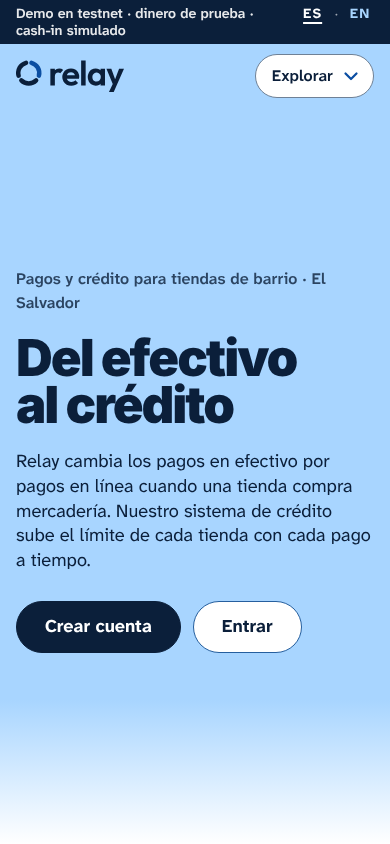 Demo en testnet · dinero de prueba ·
cash-in simulado
ES · EN
relay
Explorar
Pagos y crédito para tiendas de barrio · El
Salvador
Del efectivo
al crédito
Relay cambia los pagos en efectivo por
pagos en línea cuando una tienda compra
mercadería. Nuestro sistema de crédito
sube el límite de cada tienda con cada pago
a tiempo.
Crear cuenta
Entrar